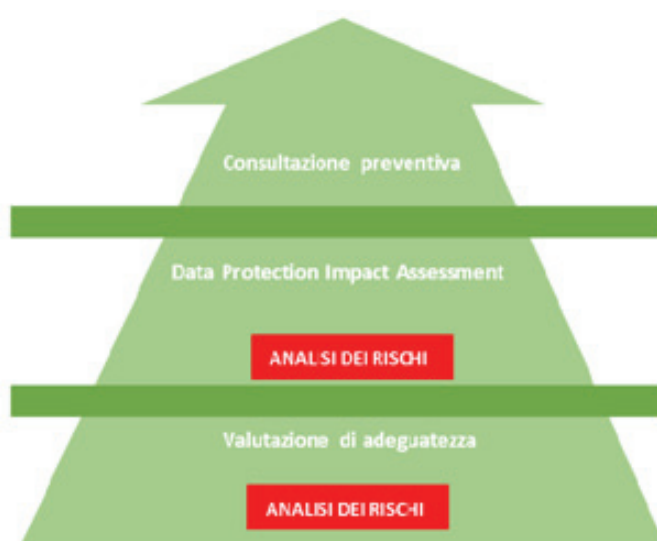 Consultazione preventiva
Data Protection Impact Assessment
ANALISI DEI RISCHI
Valutazione di adeguatezza
ANALISI DEI RISCHI